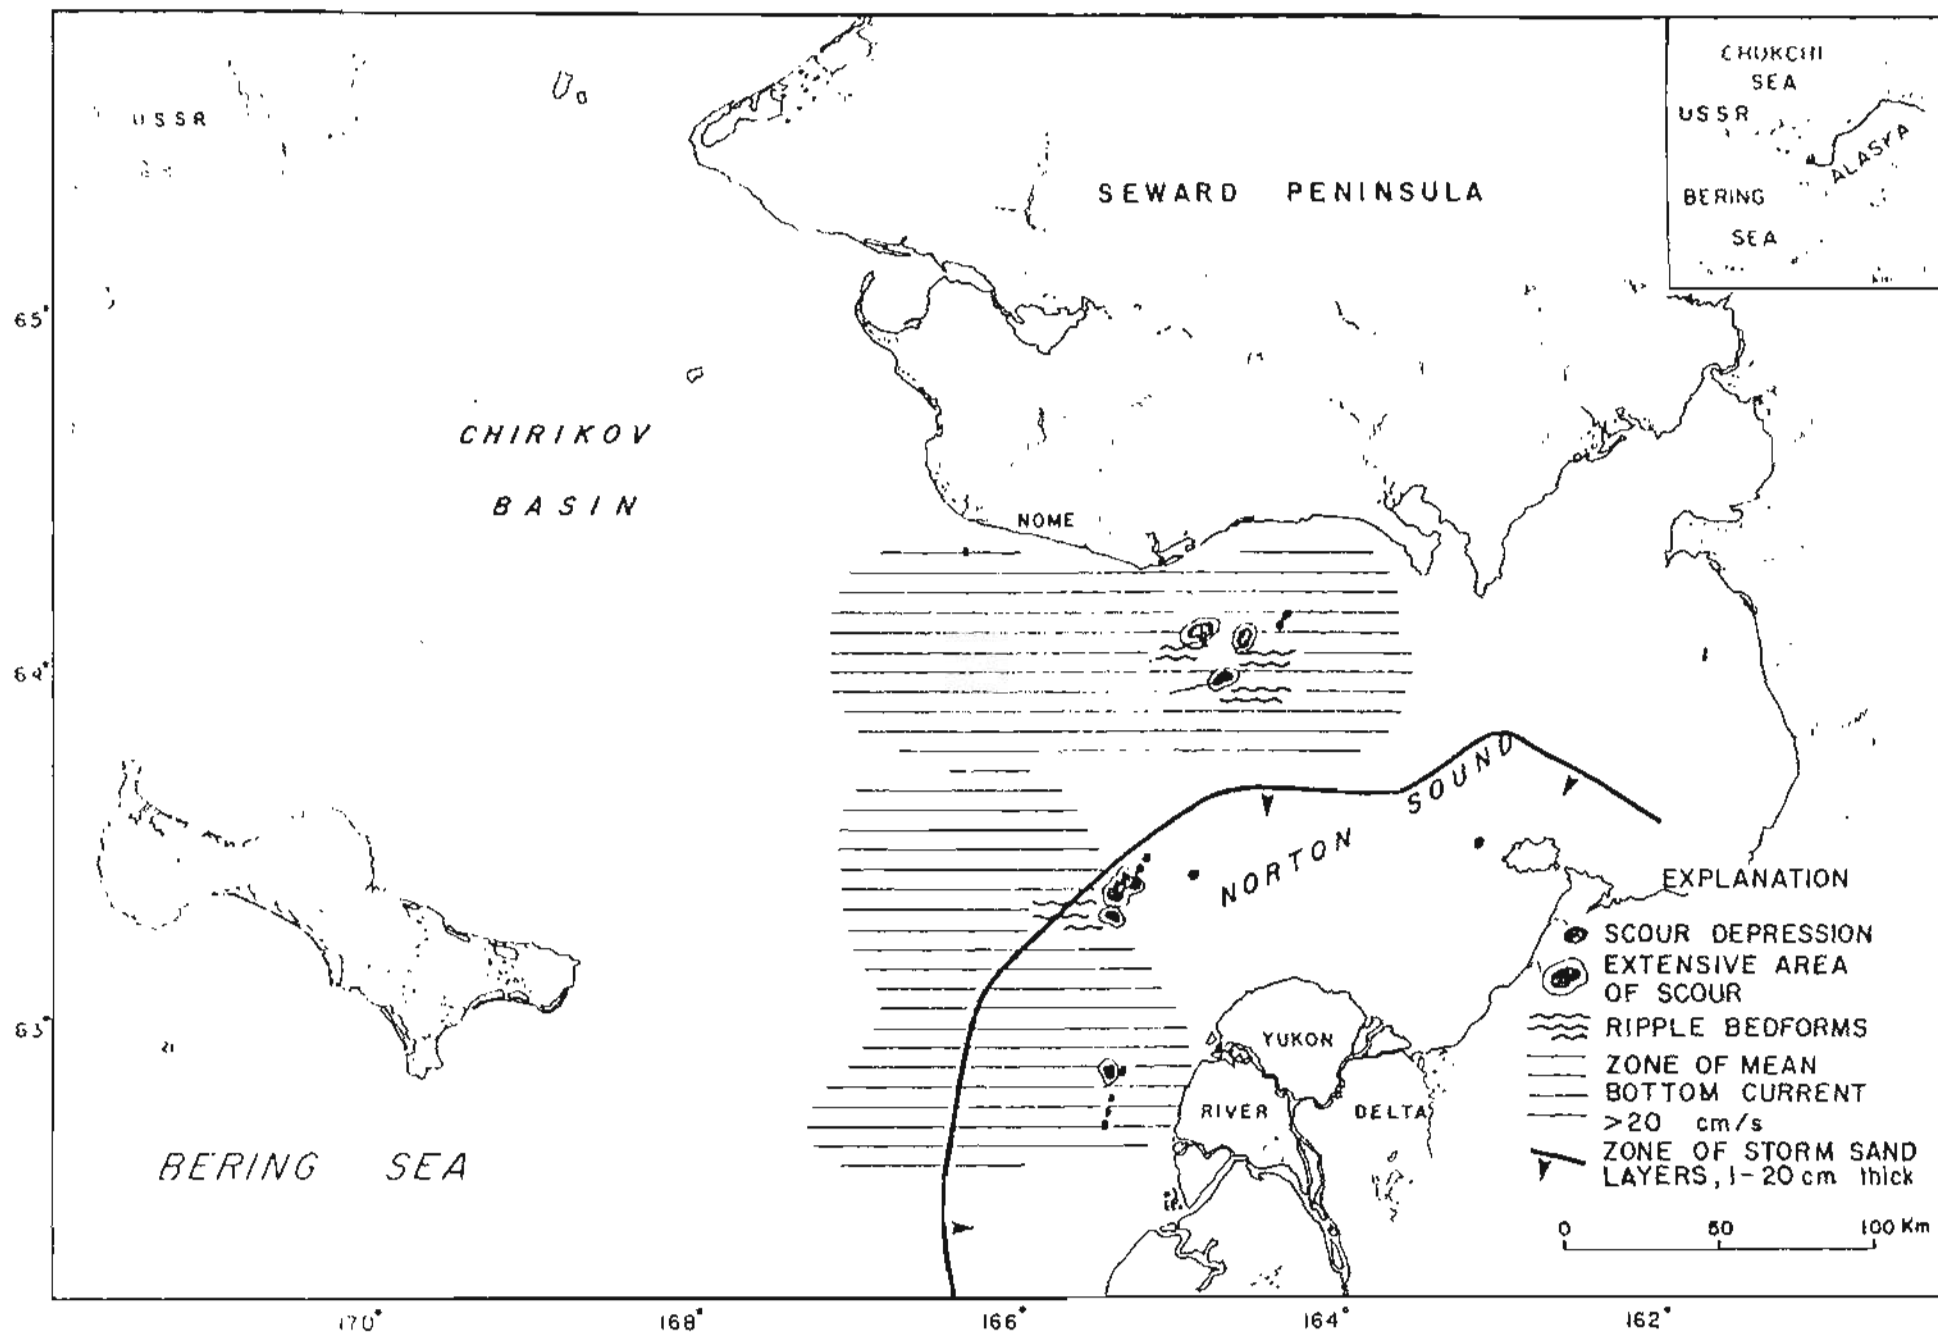 USSR
CHUKCHI
SEA
USSR
ALASKA
BERING
SEA
Km
SEWARD PENINSULA
65°
CHIRIKOV
BASIN
NOME
64°
NORTON SOUND
EXPLANATION
SCOUR DEPRESSION
EXTENSIVE AREA
OF SCOUR
RIPPLE BEDFORMS
ZONE OF MEAN
BOTTOM CURRENT
>20 cm/s
ZONE OF STORM SAND
LAYERS, 1-20 cm thick
63°
YUKON
RIVER DELTA
BERING SEA
0 50 100 Km
170° 168° 166° 164° 162°